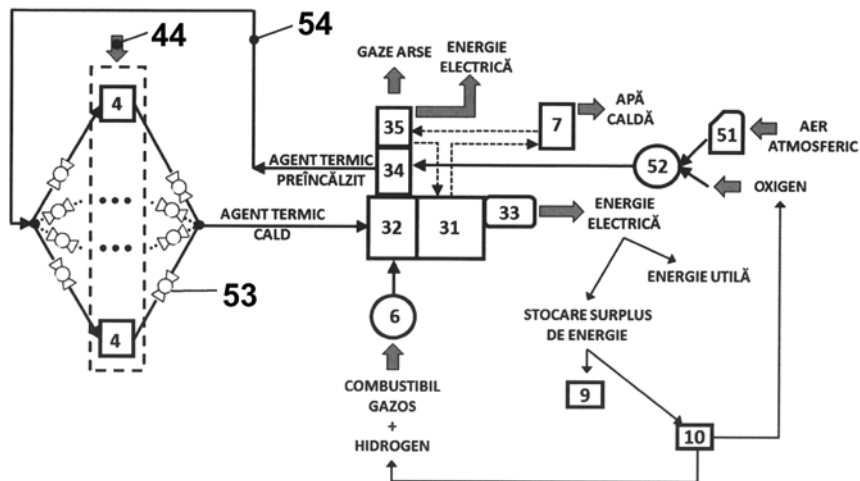 44
54
GAZE ARSE
ENERGIE
ELECTRICĂ
4
35
7
APĂ
CALDĂ
51
AER
ATMOSFERIC
AGENT TERMIC
PREÎNCĂLZIT
34
52
OXIGEN
AGENT TERMIC
CALD
32
31
33
ENERGIE
ELECTRICĂ
ENERGIE UTILĂ
53
6
STOCARE SURPLUS
DE ENERGIE
4
COMBUSTIBIL
GAZOS
+
HIDROGEN
9
10